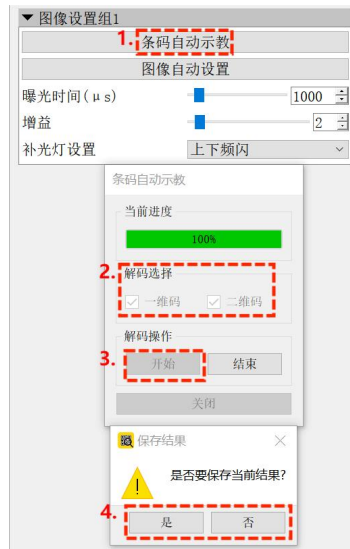 ▼ 图像设置组1
1. 条码自动示教
图像自动设置
曝光时间(μs) 1000
增益 2
补光灯设置 上下频闪
条码自动示教
当前进度
100%
2. 解码选择
一维码 二维码
解码操作
3. 开始 结束
关闭
保存结果
是否要保存当前结果?
4. 是 否